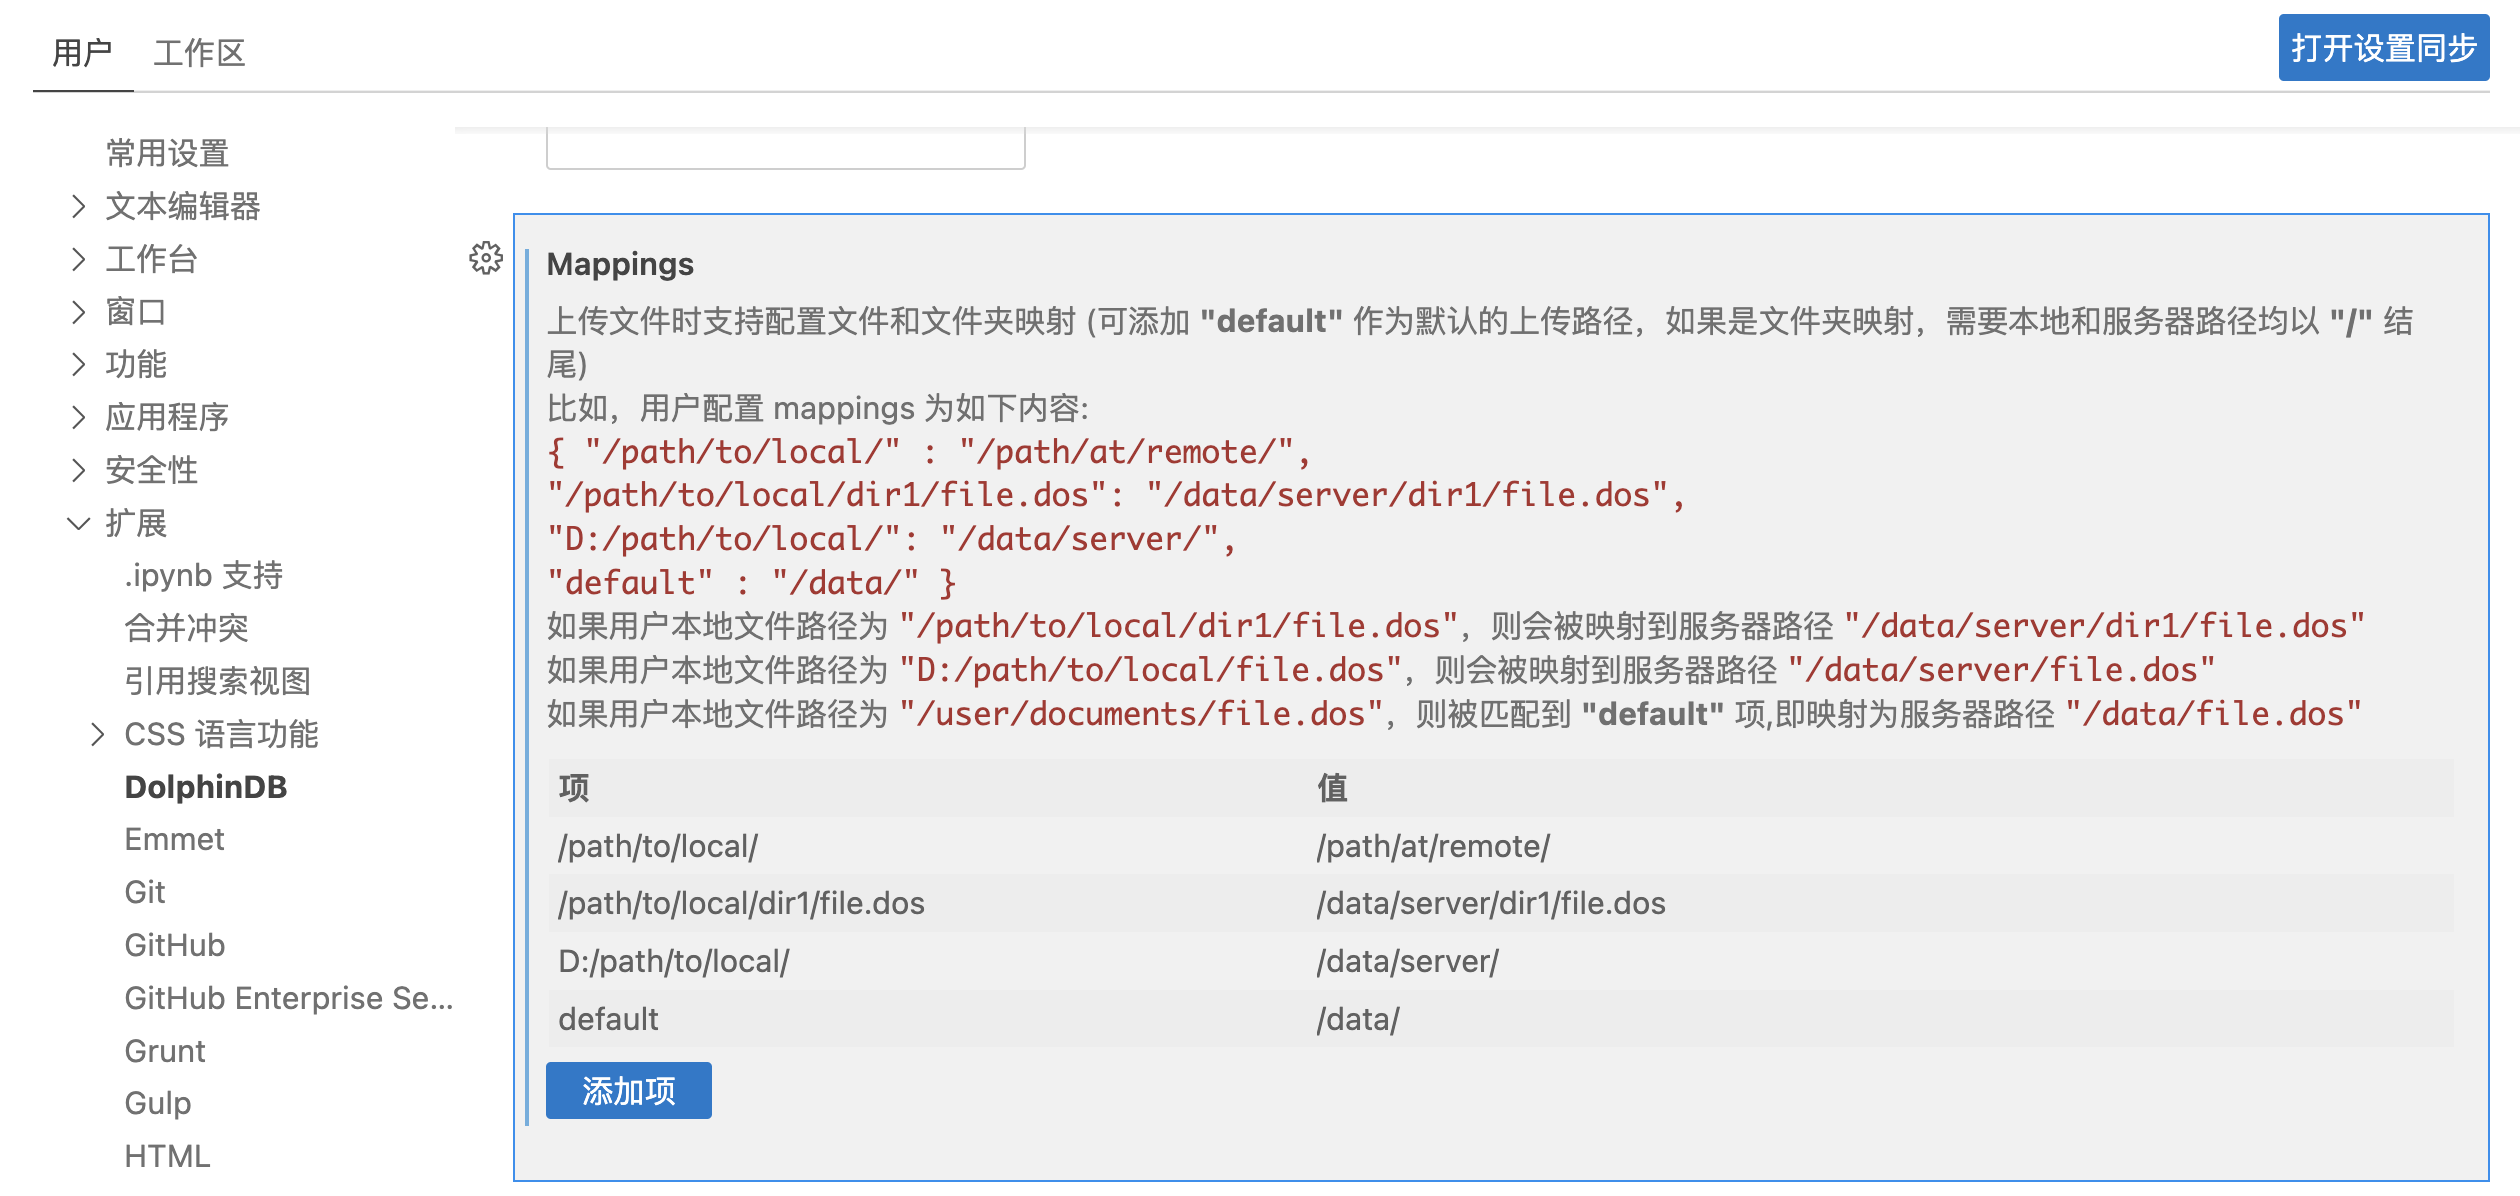 用户 工作区 打开设置同步
常用设置
文本编辑器
工作台
窗口
功能
应用程序
安全性
扩展
.ipynb 支持
合并冲突
引用搜索视图
CSS 语言功能
DolphinDB
Emmet
Git
GitHub
GitHub Enterprise Se...
Grunt
Gulp
HTML
Mappings
上传文件时支持配置文件和文件夹映射 (可添加 "default" 作为默认的上传路径，如果是文件夹映射，需要本地和服务器路径均以 "/" 结
尾)
比如，用户配置 mappings 为如下内容:
{ "/path/to/local/" : "/path/at/remote/",
"/path/to/local/dir1/file.dos": "/data/server/dir1/file.dos",
"D:/path/to/local/": "/data/server/",
"default" : "/data/" }
如果用户本地文件路径为 "/path/to/local/dir1/file.dos"，则会被映射到服务器路径 "/data/server/dir1/file.dos"
如果用户本地文件路径为 "D:/path/to/local/file.dos"，则会被映射到服务器路径 "/data/server/file.dos"
如果用户本地文件路径为 "/user/documents/file.dos"，则被匹配到 "default" 项,即映射为服务器路径 "/data/file.dos"
项 值
/path/to/local/ /path/at/remote/
/path/to/local/dir1/file.dos /data/server/dir1/file.dos
D:/path/to/local/ /data/server/
default /data/
添加项